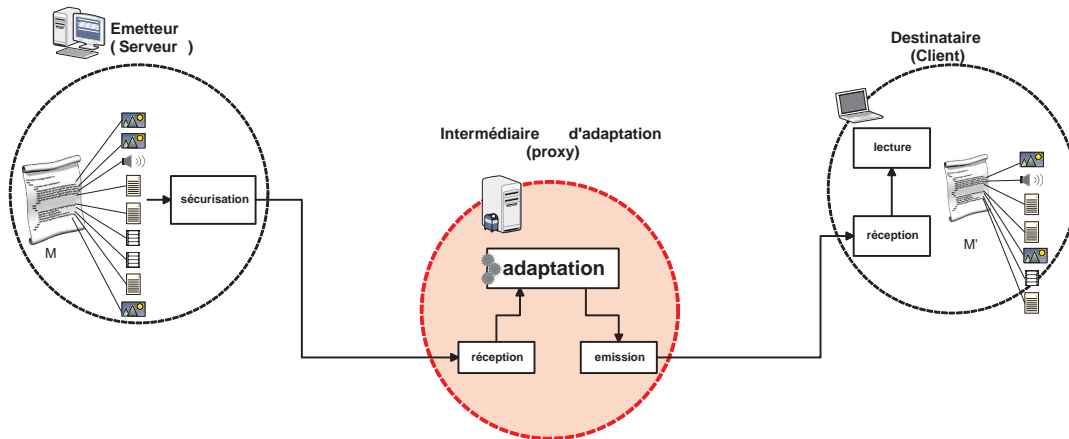 Emetteur
( Serveur )
M
sécurisation
Intermédiaire d'adaptation
(proxy)
adaptation
réception
emission
Destinataire
(Client)
lecture
réception
M'